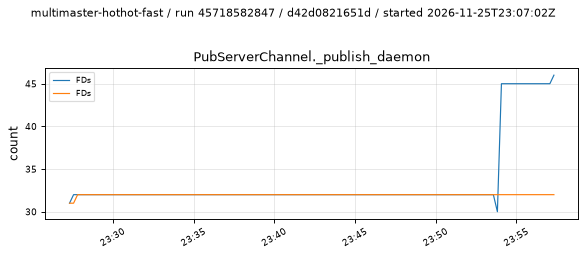 multimaster-hothot-fast / run 45718582847 / d42d0821651d / started 2026-11-25T23:07:02Z
PubServerChannel._publish_daemon
FDs
FDs
count
45
40
35
30
23:30
23:35
23:40
23:45
23:50
23:55